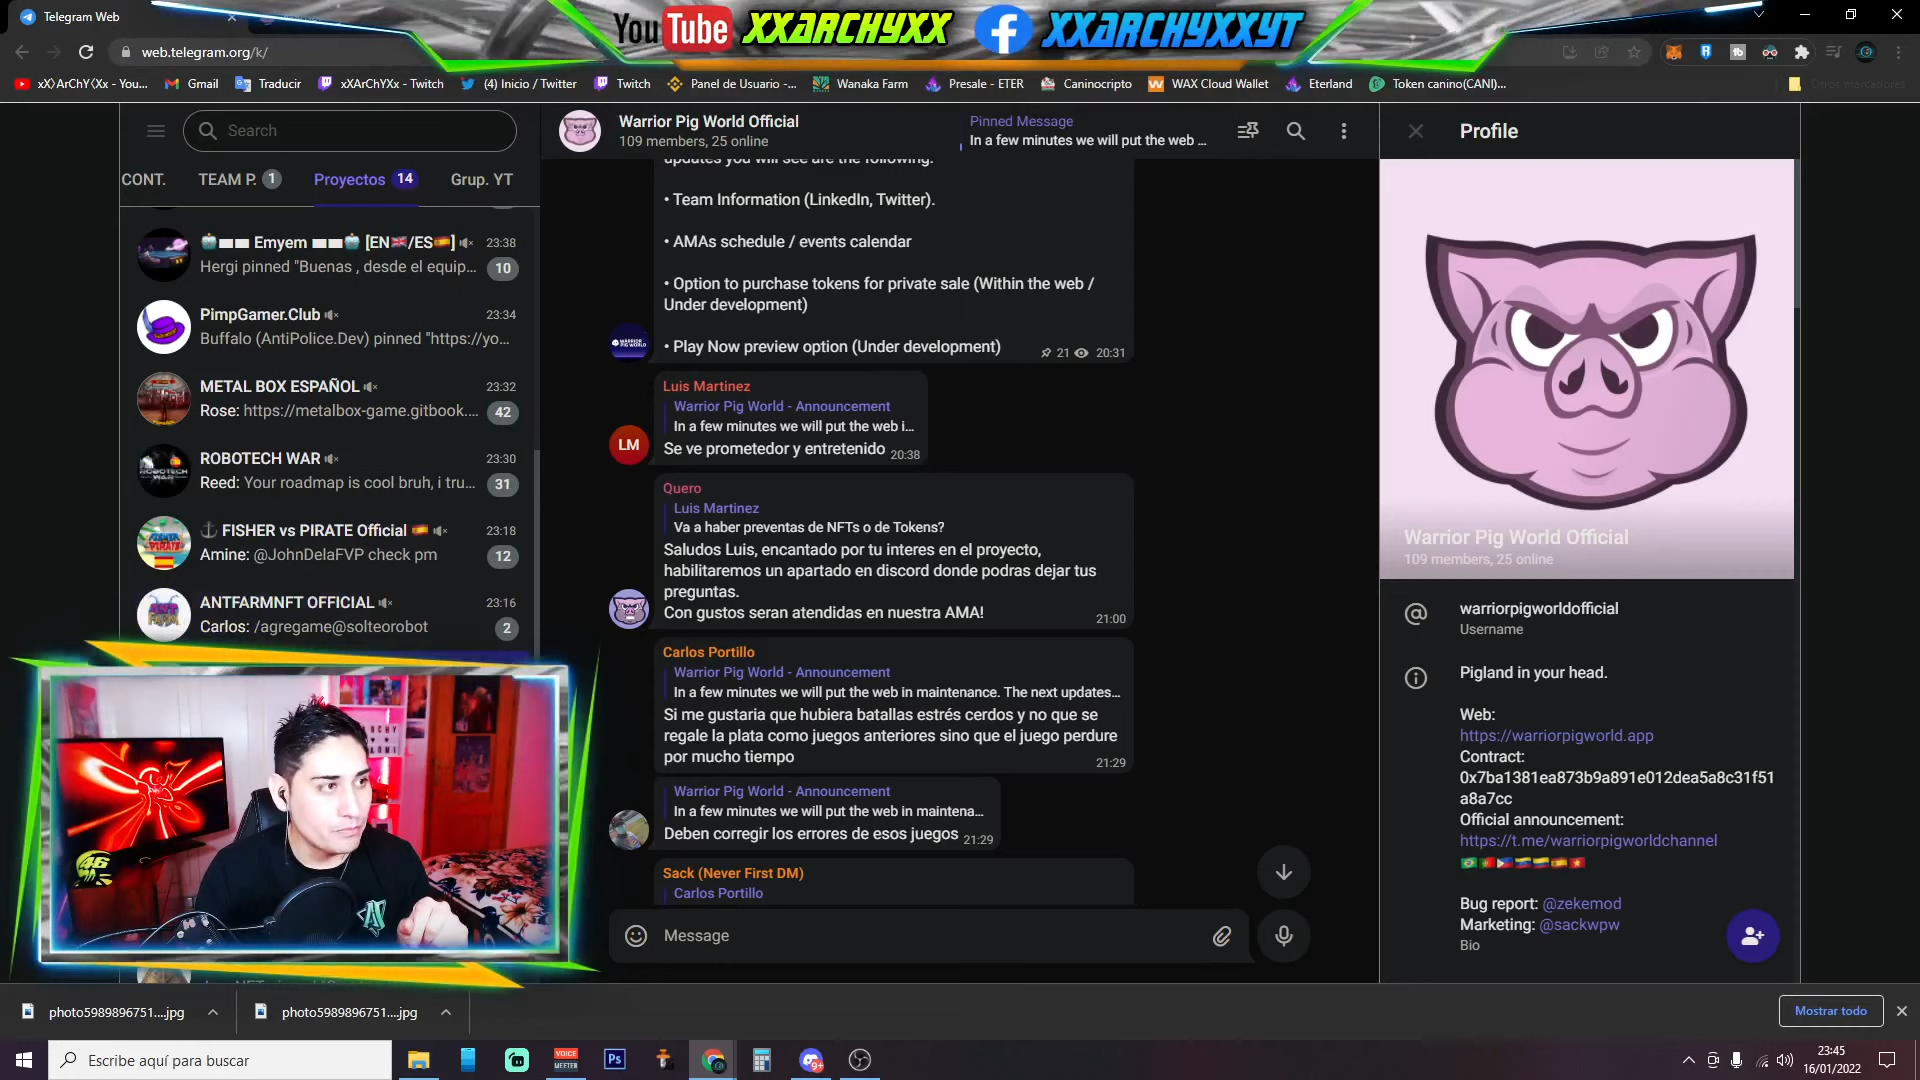 Telegram Web
YouTube xXArChyXx
xXArChyXxYT
web.telegram.org/k/
xX)ArChY(Xx - You...
Gmail
Traducir
xXArChYXx - Twitch
(4) Inicio / Twitter
Twitch
Panel de Usuario -...
Wanaka Farm
Presale - ETER
Caninocripto
WAX Cloud Wallet
Eterland
Token canino(CANI)...
Otros marcadores
Search
CONT.
TEAM P. 1
Proyectos 14
Grup. YT
Emyem [EN/ES] 23:38
Hergi pinned "Buenas , desde el equip... 10
PimpGamer.Club 23:34
Buffalo (AntiPolice.Dev) pinned "https://yo...
METAL BOX ESPAÑOL 23:32
Rose: https://metalbox-game.gitbook.... 42
ROBOTECH WAR 23:30
Reed: Your roadmap is cool bruh, i tru... 31
⚓ FISHER vs PIRATE Official 🇪🇸 23:18
Amine: @JohnDelaFVP check pm 12
ANTFARMNFT OFFICIAL 23:16
Carlos: /agregame@solteorobot 2
Warrior Pig World Official
109 members, 25 online
Pinned Message
In a few minutes we will put the web ...
updates you will see are the following:
• Team Information (LinkedIn, Twitter).
• AMAs schedule / events calendar
• Option to purchase tokens for private sale (Within the web /
Under development)
• Play Now preview option (Under development)
21 20:31
Luis Martinez
Warrior Pig World - Announcement
In a few minutes we will put the web i...
Se ve prometedor y entretenido 20:38
LM
Quero
Luis Martinez
Va a haber preventas de NFTs o de Tokens?
Saludos Luis, encantado por tu interes en el proyecto,
habilitaremos un apartado en discord donde podras dejar tus
preguntas.
Con gustos seran atendidas en nuestra AMA! 21:00
Carlos Portillo
Warrior Pig World - Announcement
In a few minutes we will put the web in maintenance. The next updates...
Si me gustaria que hubiera batallas estrés cerdos y no que se
regale la plata como juegos anteriores sino que el juego perdure
por mucho tiempo 21:29
Warrior Pig World - Announcement
In a few minutes we will put the web in maintena...
Deben corregir los errores de esos juegos 21:29
Sack (Never First DM)
Carlos Portillo
Message
Profile
Warrior Pig World Official
109 members, 25 online
warriorpigworldofficial
Username
Pigland in your head.
Web:
https://warriorpigworld.app
Contract:
0x7ba1381ea873b9a891e012dea5a8c31f51
a8a7cc
Official announcement:
https://t.me/warriorpigworldchannel
Bug report: @zekemod
Marketing: @sackwpw
Bio
46
photo5989896751....jpg
photo5989896751....jpg
Mostrar todo
Escribe aquí para buscar
VOICE
MEETER
Ps
9+
23:45
16/01/2022